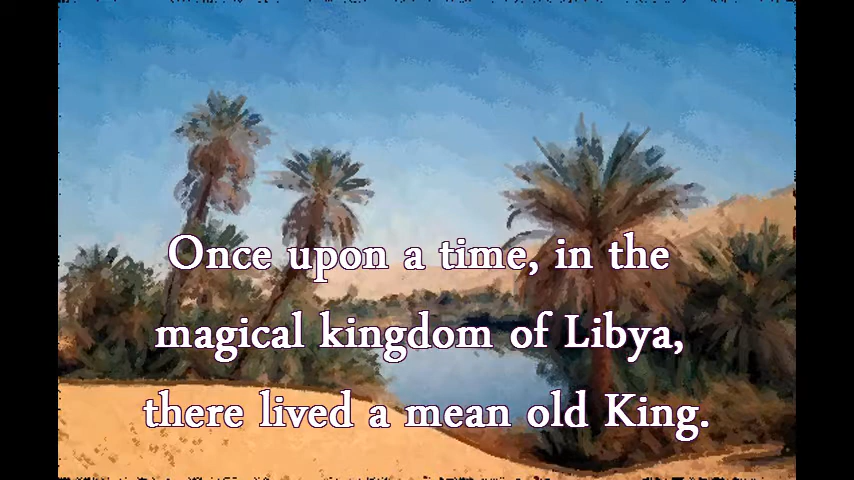 Once upon a time, in the
magical kingdom of Libya,
there lived a mean old King.